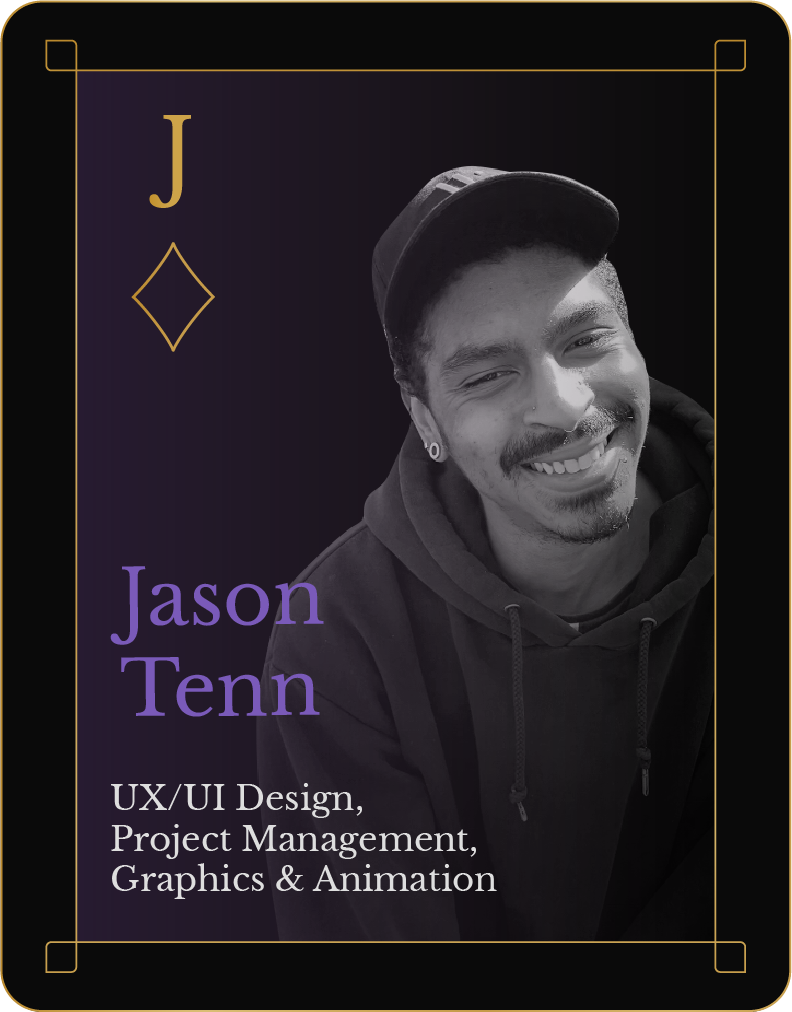 J
Jason
Tenn
UX/UI Design,
Project Management,
Graphics & Animation